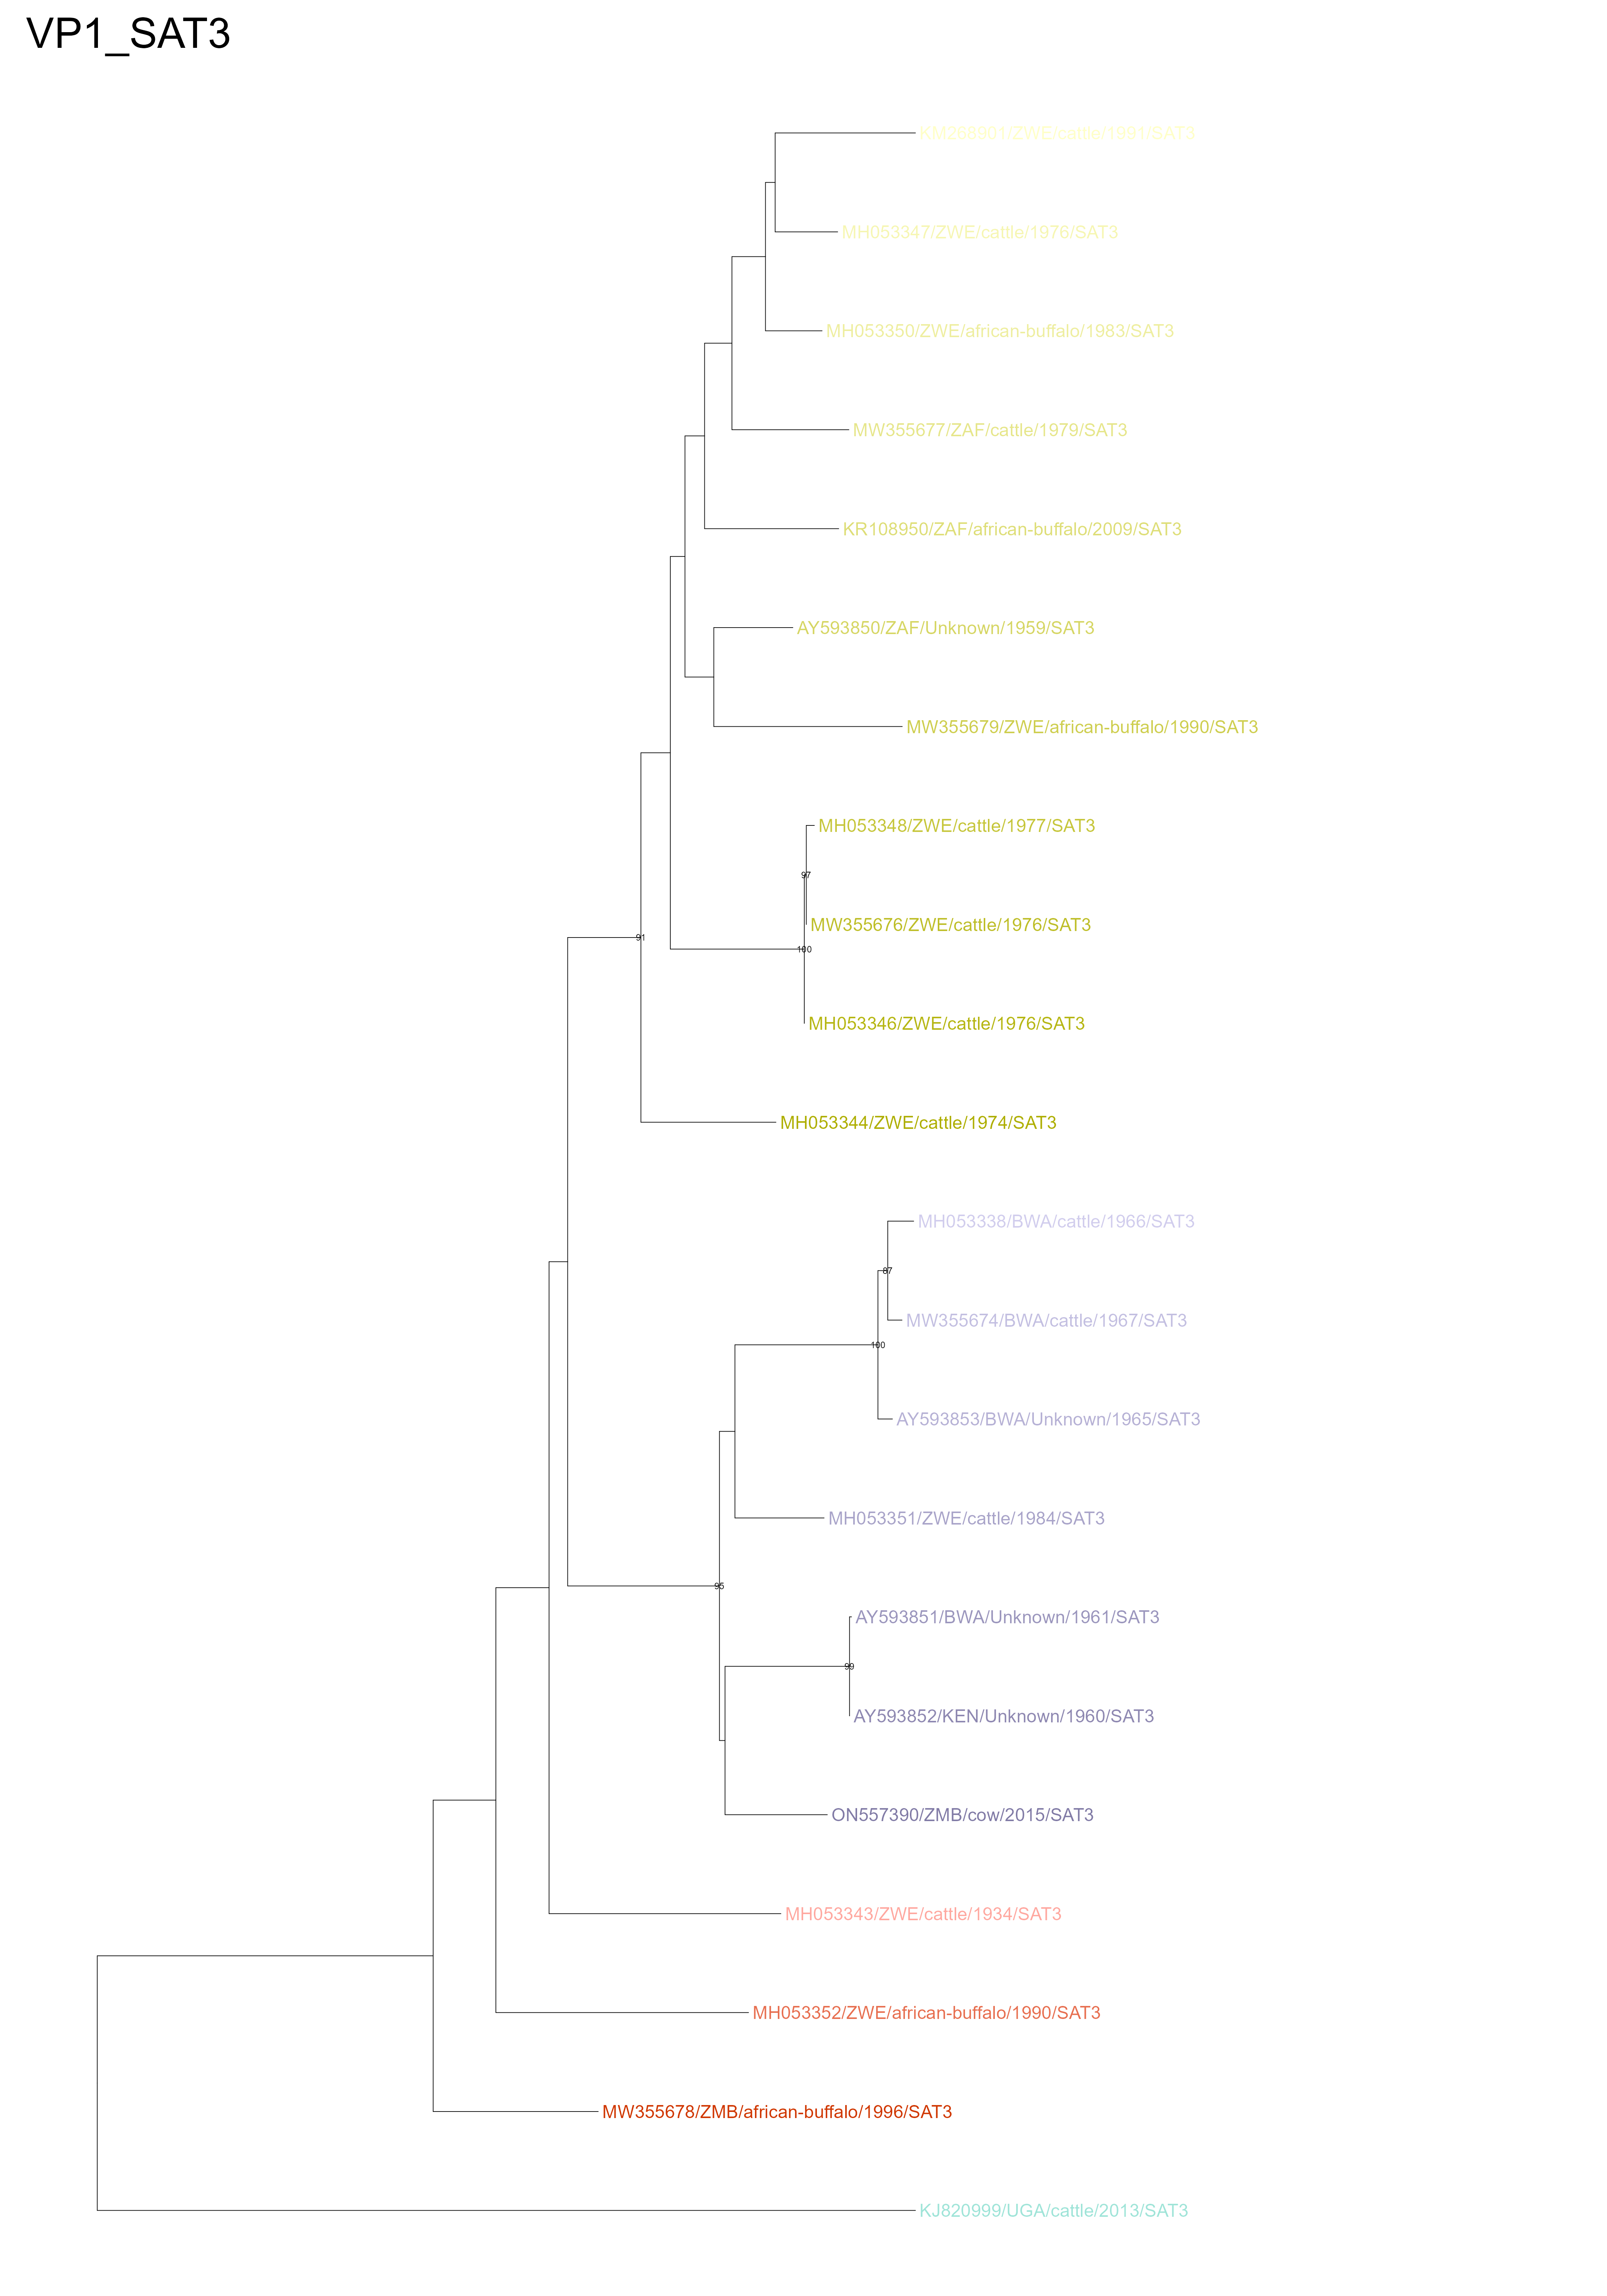 VP1_SAT3
KM268901/ZWE/cattle/1991/SAT3
MH053347/ZWE/cattle/1976/SAT3
MH053350/ZWE/african-buffalo/1983/SAT3
MW355677/ZAF/cattle/1979/SAT3
KR108950/ZAF/african-buffalo/2009/SAT3
AY593850/ZAF/Unknown/1959/SAT3
MW355679/ZWE/african-buffalo/1990/SAT3
MH053348/ZWE/cattle/1977/SAT3
97
MW355676/ZWE/cattle/1976/SAT3
91
100
MH053346/ZWE/cattle/1976/SAT3
MH053344/ZWE/cattle/1974/SAT3
MH053338/BWA/cattle/1966/SAT3
87
MW355674/BWA/cattle/1967/SAT3
100
AY593853/BWA/Unknown/1965/SAT3
MH053351/ZWE/cattle/1984/SAT3
95
AY593851/BWA/Unknown/1961/SAT3
99
AY593852/KEN/Unknown/1960/SAT3
ON557390/ZMB/cow/2015/SAT3
MH053343/ZWE/cattle/1934/SAT3
MH053352/ZWE/african-buffalo/1990/SAT3
MW355678/ZMB/african-buffalo/1996/SAT3
KJ820999/UGA/cattle/2013/SAT3